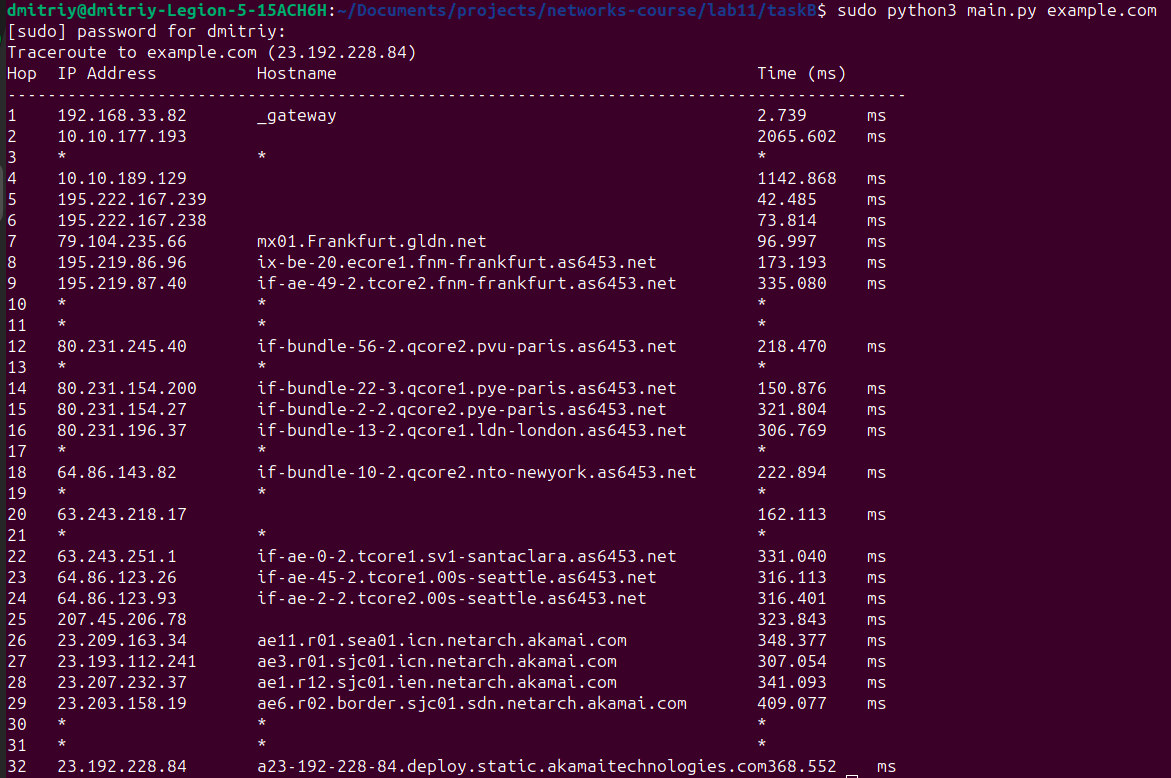 dmitriy@dmitriy-Legion-5-15ACH6H:~/Documents/projects/networks-course/lab11/taskB$ sudo python3 main.py example.com
[sudo] password for dmitriy:
Traceroute to example.com (23.192.228.84)
Hop  IP Address          Hostname                                          Time (ms)
------------------------------------------------------------------------------------------
1    192.168.33.82       _gateway                                          2.739      ms
2    10.10.177.193                                                         2065.602   ms
3    *                   *                                                 *
4    10.10.189.129                                                         1142.868   ms
5    195.222.167.239                                                       42.485     ms
6    195.222.167.238                                                       73.814     ms
7    79.104.235.66       mx01.Frankfurt.gldn.net                           96.997     ms
8    195.219.86.96       ix-be-20.ecore1.fnm-frankfurt.as6453.net          173.193    ms
9    195.219.87.40       if-ae-49-2.tcore2.fnm-frankfurt.as6453.net        335.080    ms
10   *                   *                                                 *
11   *                   *                                                 *
12   80.231.245.40       if-bundle-56-2.qcore2.pvu-paris.as6453.net        218.470    ms
13   *                   *                                                 *
14   80.231.154.200      if-bundle-22-3.qcore1.pye-paris.as6453.net        150.876    ms
15   80.231.154.27       if-bundle-2-2.qcore2.pye-paris.as6453.net         321.804    ms
16   80.231.196.37       if-bundle-13-2.qcore1.ldn-london.as6453.net       306.769    ms
17   *                   *                                                 *
18   64.86.143.82        if-bundle-10-2.qcore2.nto-newyork.as6453.net      222.894    ms
19   *                   *                                                 *
20   63.243.218.17                                                         162.113    ms
21   *                   *                                                 *
22   63.243.251.1        if-ae-0-2.tcore1.sv1-santaclara.as6453.net        331.040    ms
23   64.86.123.26        if-ae-45-2.tcore1.00s-seattle.as6453.net          316.113    ms
24   64.86.123.93        if-ae-2-2.tcore2.00s-seattle.as6453.net           316.401    ms
25   207.45.206.78                                                         323.843    ms
26   23.209.163.34       ae11.r01.sea01.icn.netarch.akamai.com             348.377    ms
27   23.193.112.241      ae3.r01.sjc01.icn.netarch.akamai.com              307.054    ms
28   23.207.232.37       ae1.r12.sjc01.ien.netarch.akamai.com              341.093    ms
29   23.203.158.19       ae6.r02.border.sjc01.sdn.netarch.akamai.com       409.077    ms
30   *                   *                                                 *
31   *                   *                                                 *
32   23.192.228.84       a23-192-228-84.deploy.static.akamaitechnologies.com368.552    ms